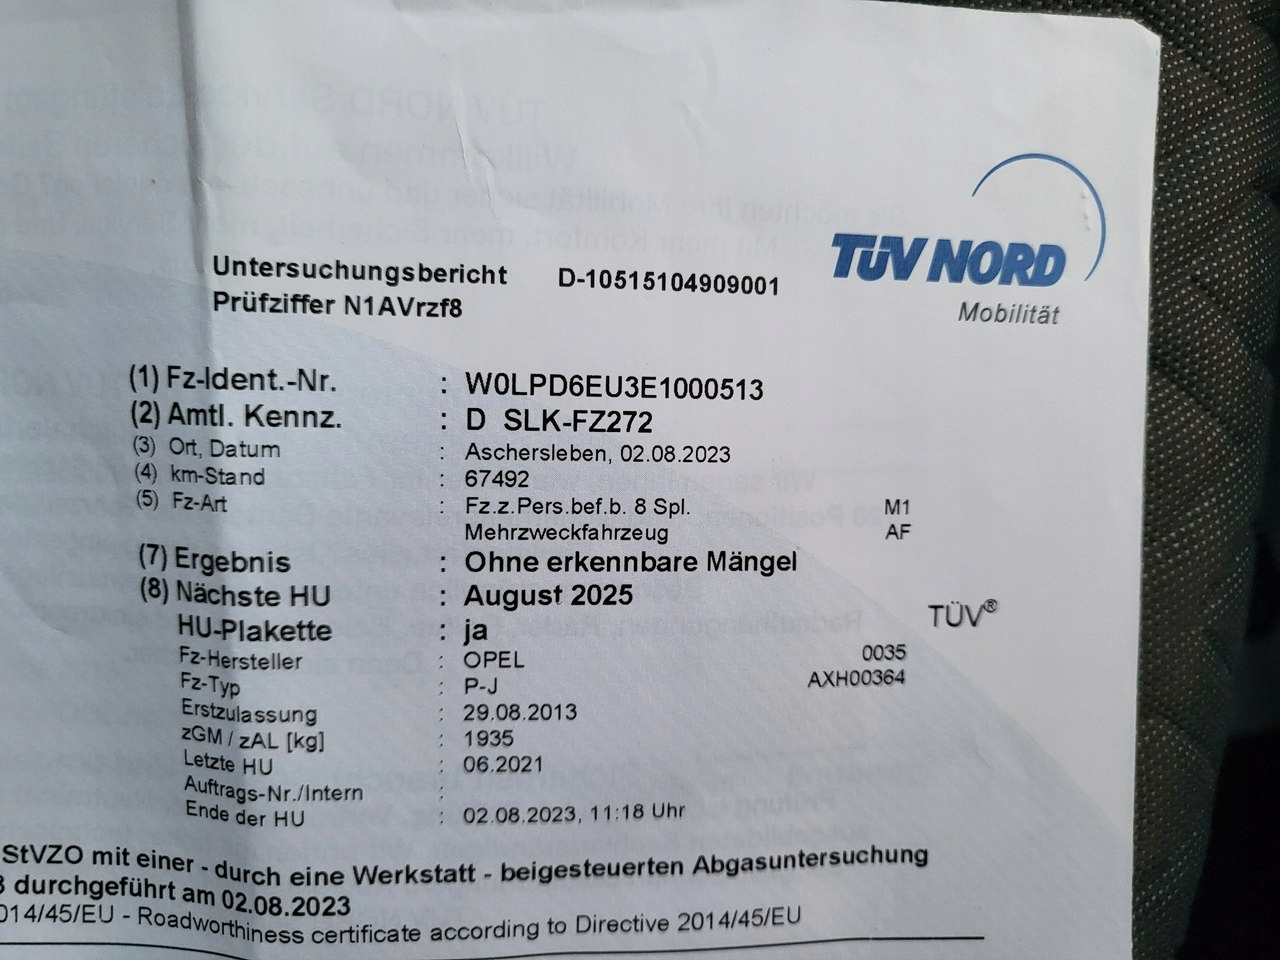 TÜV NORD
Mobilität
Untersuchungsbericht D-10515104909001
Prüfziffer N1AVrzf8
(1) Fz-Ident.-Nr. : W0LPD6EU3E1000513
(2) Amtl. Kennz. : D SLK-FZ272
(3) Ort, Datum : Aschersleben, 02.08.2023
(4) km-Stand : 67492
(5) Fz-Art : Fz.z.Pers.bef.b. 8 Spl. M1
Mehrzweckfahrzeug AF
(7) Ergebnis : Ohne erkennbare Mängel
(8) Nächste HU : August 2025
HU-Plakette : ja TÜV®
Fz-Hersteller : OPEL 0035
Fz-Typ : P-J AXH00364
Erstzulassung : 29.08.2013
zGM / zAL [kg] : 1935
Letzte HU : 06.2021
Auftrags-Nr./Intern :
Ende der HU : 02.08.2023, 11:18 Uhr
StVZO mit einer - durch eine Werkstatt - beigesteuerten Abgasuntersuchung
durchgeführt am 02.08.2023
014/45/EU - Roadworthiness certificate according to Directive 2014/45/EU